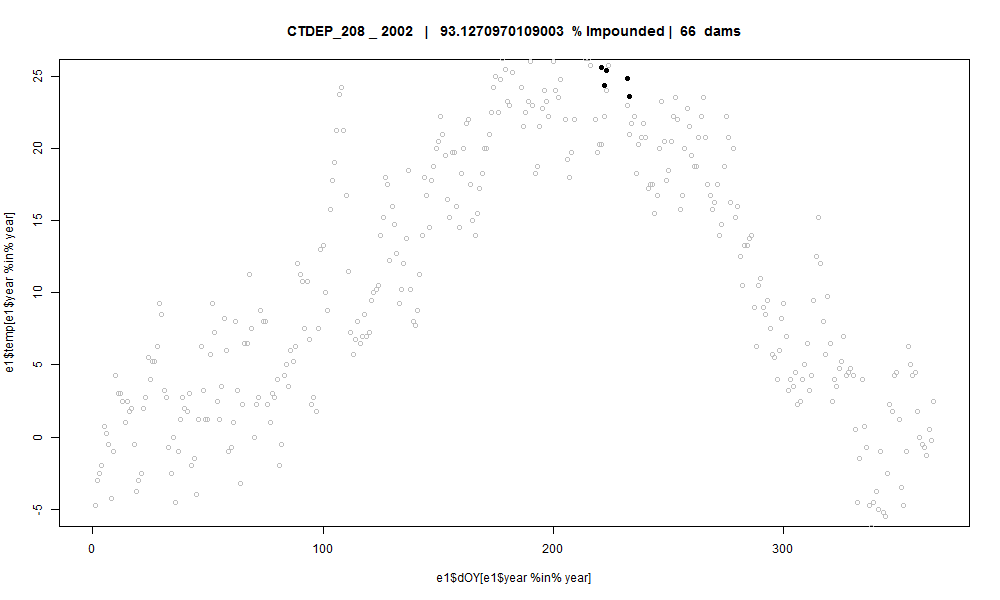 CTDEP_208 _ 2002 | 93.1270970109003 % Impounded | 66 dams
e1$temp[e1$year %in% year]
25
20
15
10
5
0
-5
0 100 200 300
e1$dOY[e1$year %in% year]